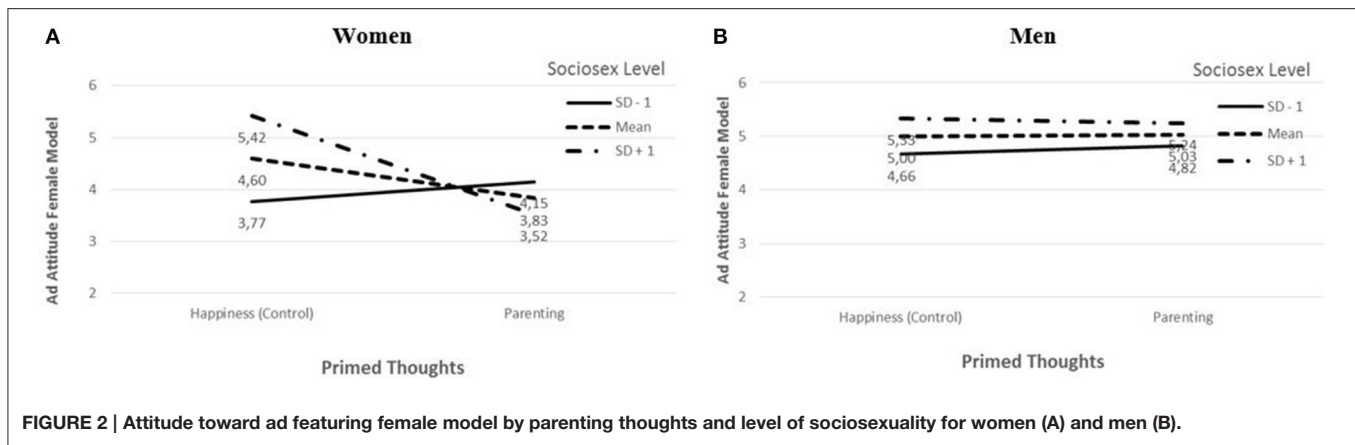 A
Women
Sociosex Level
SD - 1
Mean
SD + 1
Ad Attitude Female Model
6
5
4
3
2
5,42
4,60
3,77
4,15
3,83
3,52
Happiness (Control)
Parenting
Primed Thoughts
B
Men
Sociosex Level
SD - 1
Mean
SD + 1
Ad Attitude Female Model
6
5
4
3
2
5,33
5,00
4,66
5,24
5,03
4,82
Happiness (Control)
Parenting
Primed Thoughts
FIGURE 2 | Attitude toward ad featuring female model by parenting thoughts and level of sociosexuality for women (A) and men (B).